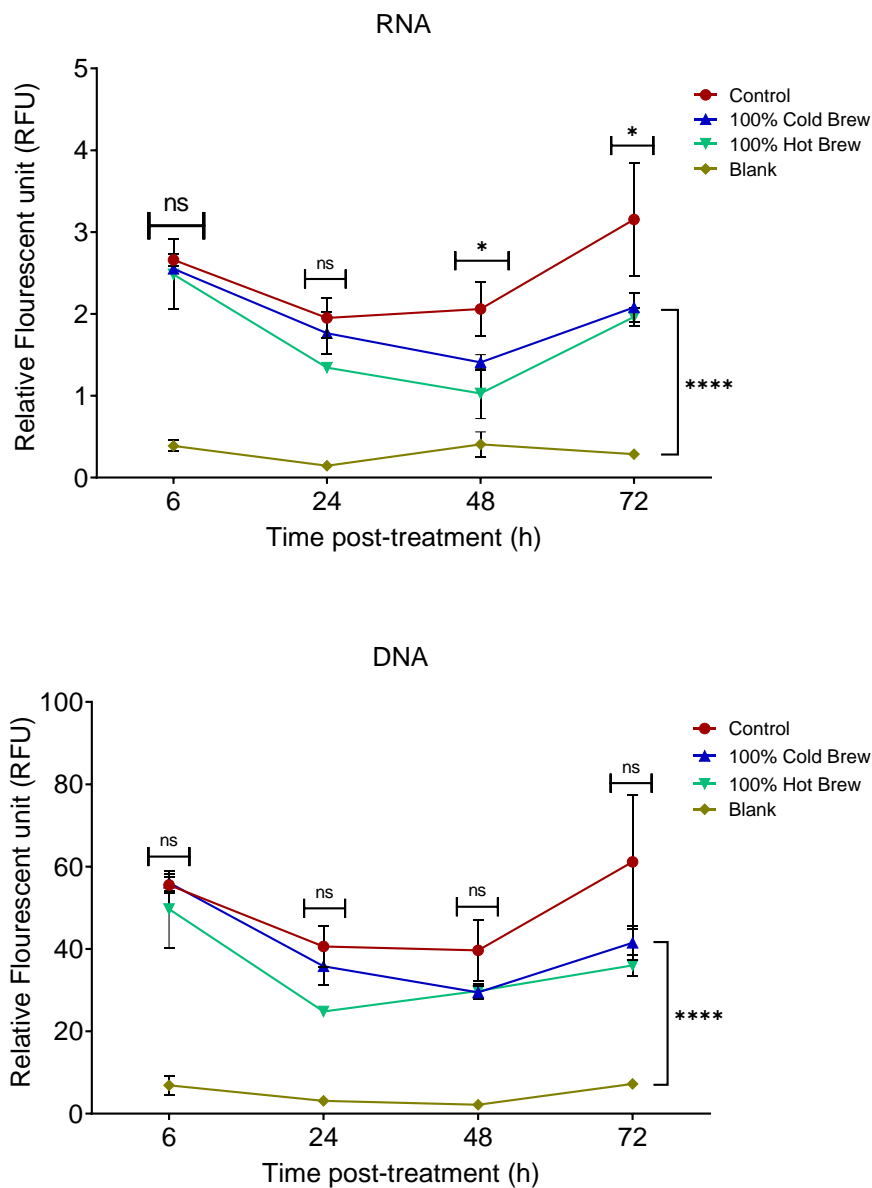 RNA
Relative Flourescent unit (RFU)
5
4
3
2
1
0
ns
ns
*
*
****
Control
100% Cold Brew
100% Hot Brew
Blank
6 24 48 72
Time post-treatment (h)
DNA
Relative Flourescent unit (RFU)
100
80
60
40
20
0
ns
ns
ns
ns
****
Control
100% Cold Brew
100% Hot Brew
Blank
6 24 48 72
Time post-treatment (h)